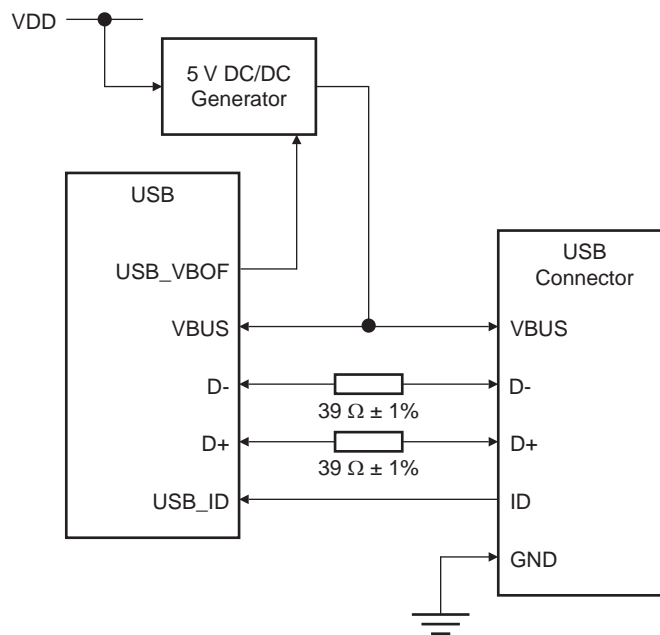 VDD
5 V DC/DC
Generator
USB
USB_VBOF
VBUS
D-
D+
USB_ID
39 Ω ± 1%
39 Ω ± 1%
USB
Connector
VBUS
D-
D+
ID
GND